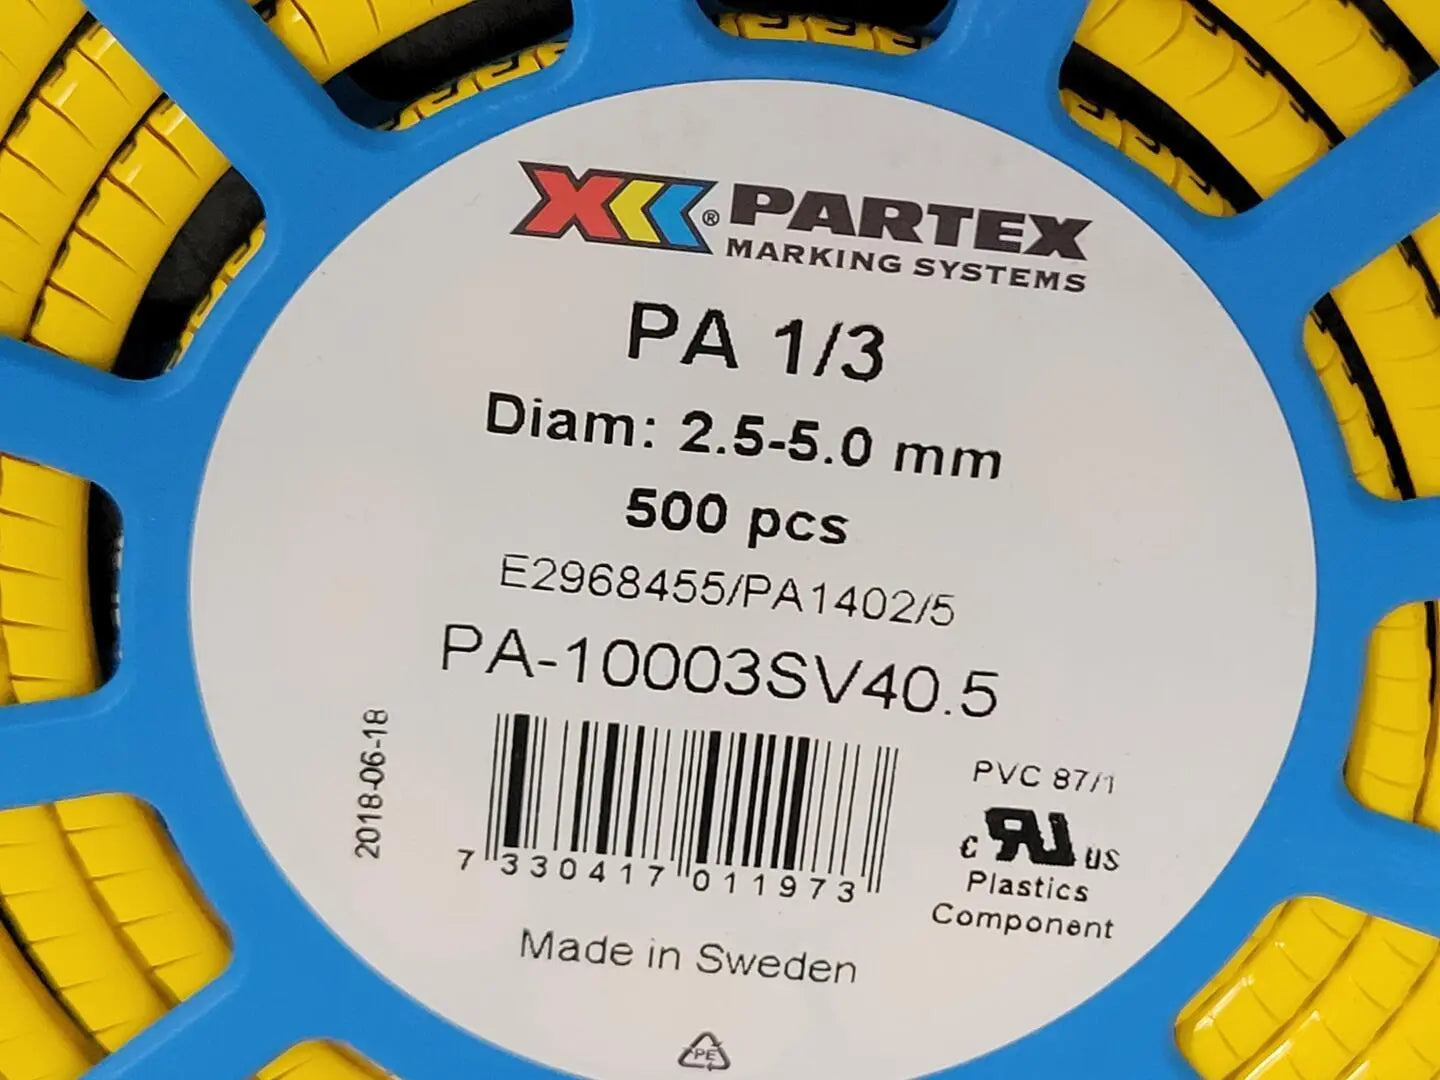 ® PARTEX
MARKING SYSTEMS
PA 1/3
Diam: 2.5-5.0 mm
500 pcs
E2968455/PA1402/5
PA-10003SV40.5
2018-06-18
7 330417 011973
PVC 87/1
c RU US
Plastics
Component
Made in Sweden
PE